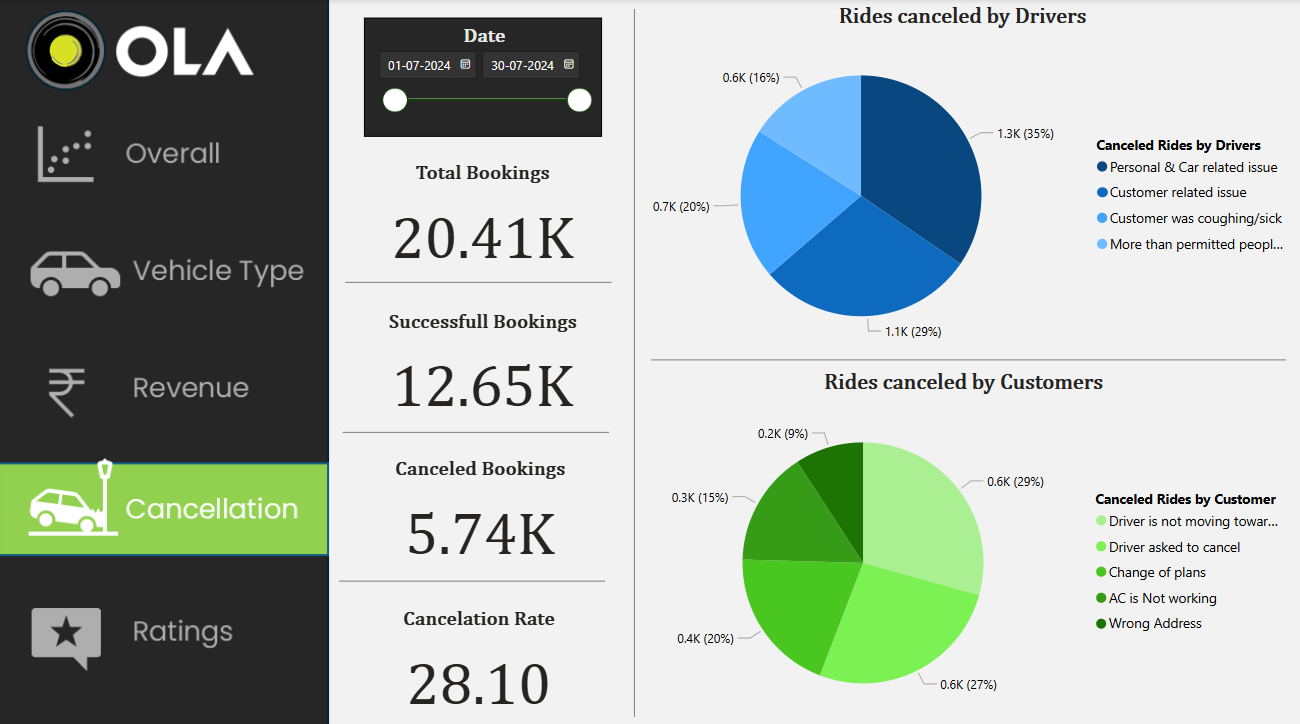 OLA
Overall
Vehicle Type
Revenue
Cancellation
Ratings
Date
01-07-2024 30-07-2024
Total Bookings
20.41K
Successfull Bookings
12.65K
Canceled Bookings
5.74K
Cancelation Rate
28.10
Rides canceled by Drivers
0.6K (16%)
1.3K (35%)
0.7K (20%)
1.1K (29%)
Canceled Rides by Drivers
Personal & Car related issue
Customer related issue
Customer was coughing/sick
More than permitted peopl...
Rides canceled by Customers
0.2K (9%)
0.6K (29%)
0.3K (15%)
0.4K (20%)
0.6K (27%)
Canceled Rides by Customer
Driver is not moving towar...
Driver asked to cancel
Change of plans
AC is Not working
Wrong Address